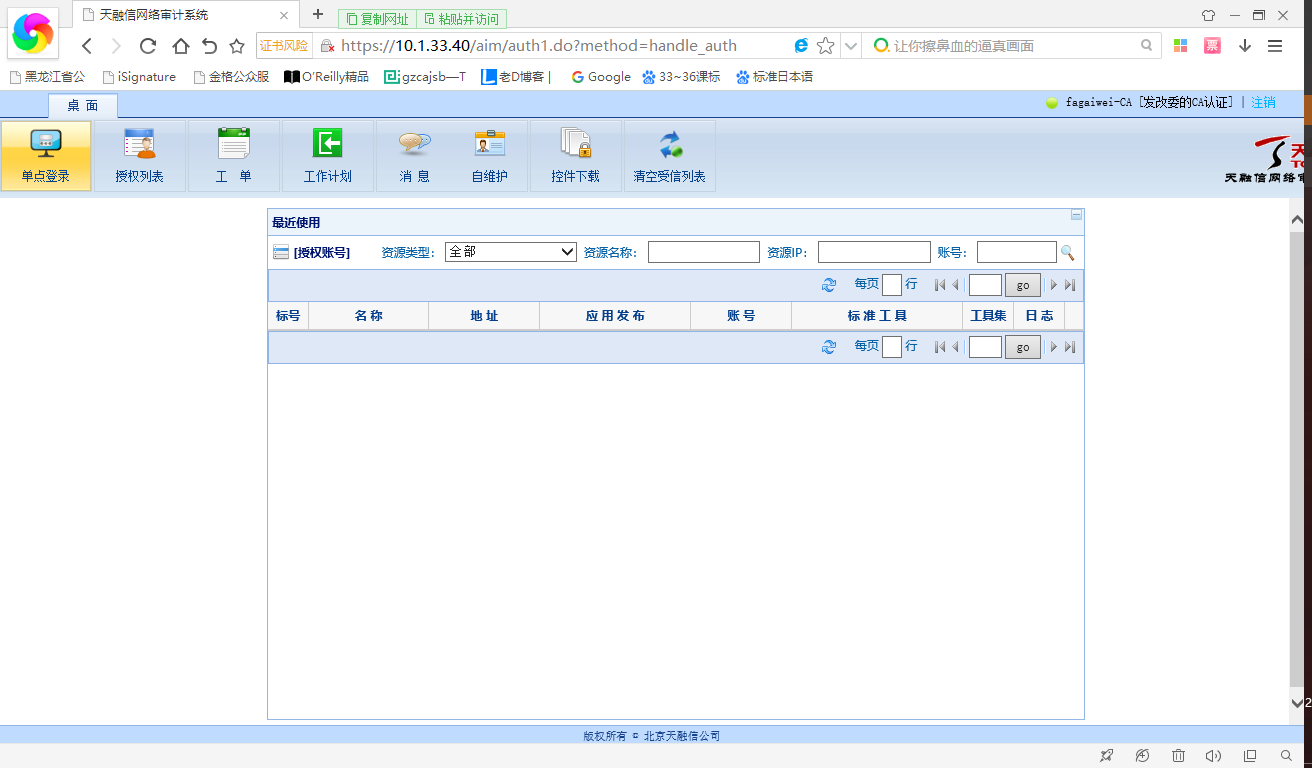 天融信网络审计系统
复制网址 粘贴并访问
证书风险 https://10.1.33.40/aim/auth1.do?method=handle_auth 让你擦鼻血的逼真画面 票
黑龙江省公 iSignature 金格公众服 O'Reilly精品 gzcajsb—T 老D博客 | Google 33~36课标 标准日本语
桌 面 fagaiwei-CA [发改委的CA认证] | 注销
单点登录 授权列表 工 单 工作计划 消 息 自维护 控件下载 清空受信列表
天融信网络审
最近使用
[授权账号] 资源类型: 全部 资源名称: 资源IP: 账号:
每页 行 go
标号 名 称 地 址 应 用 发 布 账 号 标 准 工 具 工具集 日 志
每页 行 go
版权所有 © 北京天融信公司